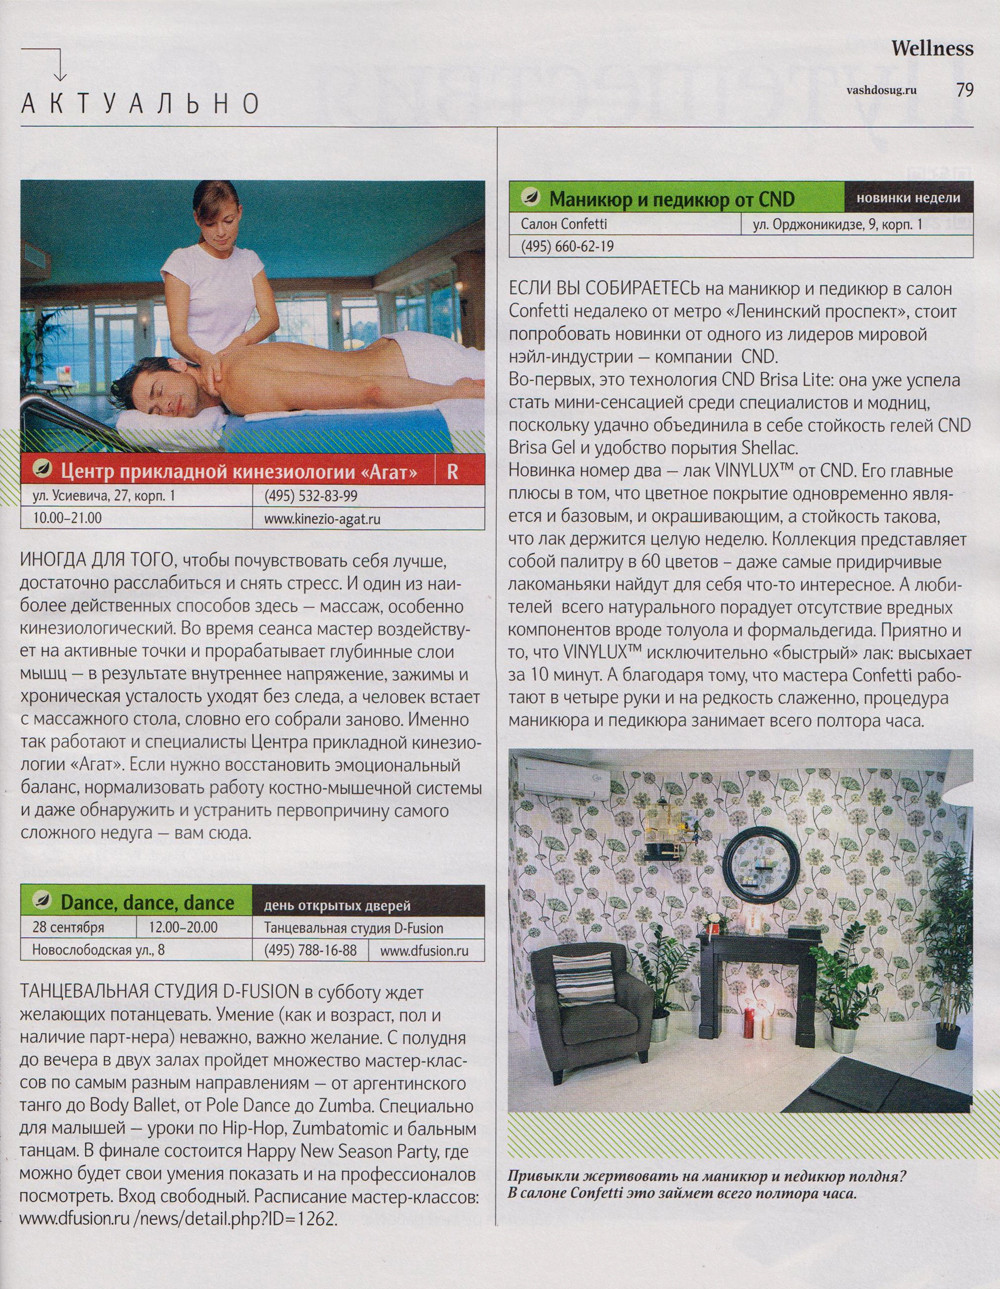 Wellness
vashdosug.ru 79
АКТУАЛЬНО
Центр прикладной кинезиологии «Агат» R
ул. Усиевича, 27, корп. 1 (495) 532-83-99
10.00–21.00 www.kinezio-agat.ru
ИНОГДА ДЛЯ ТОГО, чтобы почувствовать себя лучше,
достаточно расслабиться и снять стресс. И один из наи-
более действенных способов здесь – массаж, особенно
кинезиологический. Во время сеанса мастер воздейству-
ет на активные точки и прорабатывает глубинные слои
мышц – в результате внутреннее напряжение, зажимы и
хроническая усталость уходят без следа, а человек встает
с массажного стола, словно его собрали заново. Именно
так работают и специалисты Центра прикладной кинезио-
логии «Агат». Если нужно восстановить эмоциональный
баланс, нормализовать работу костно-мышечной системы
и даже обнаружить и устранить первопричину самого
сложного недуга – вам сюда.
Dance, dance, dance день открытых дверей
28 сентября 12.00–20.00 Танцевальная студия D-Fusion
Новослободская ул., 8 (495) 788-16-88 www.dfusion.ru
ТАНЦЕВАЛЬНАЯ СТУДИЯ D-FUSION в субботу ждет
желающих потанцевать. Умение (как и возраст, пол и
наличие парт-нера) неважно, важно желание. С полудня
до вечера в двух залах пройдет множество мастер-клас-
сов по самым разным направлениям – от аргентинского
танго до Body Ballet, от Pole Dance до Zumba. Специально
для малышей – уроки по Hip-Hop, Zumbatomic и бальным
танцам. В финале состоится Happy New Season Party, где
можно будет свои умения показать и на профессионалов
посмотреть. Вход свободный. Расписание мастер-классов:
www.dfusion.ru /news/detail.php?ID=1262.
Маникюр и педикюр от CND новинки недели
Салон Confetti ул. Орджоникидзе, 9, корп. 1
(495) 660-62-19
ЕСЛИ ВЫ СОБИРАЕТЕСЬ на маникюр и педикюр в салон
Confetti недалеко от метро «Ленинский проспект», стоит
попробовать новинки от одного из лидеров мировой
нэйл-индустрии – компании CND.
Во-первых, это технология CND Brisa Lite: она уже успела
стать мини-сенсацией среди специалистов и модниц,
поскольку удачно объединила в себе стойкость гелей CND
Brisa Gel и удобство порытия Shellac.
Новинка номер два – лак VINYLUX™ от CND. Его главные
плюсы в том, что цветное покрытие одновременно явля-
ется и базовым, и окрашивающим, а стойкость такова,
что лак держится целую неделю. Коллекция представляет
собой палитру в 60 цветов – даже самые придирчивые
лакоманьяки найдут для себя что-то интересное. А люби-
телей всего натурального порадует отсутствие вредных
компонентов вроде толуола и формальдегида. Приятно и
то, что VINYLUX™ исключительно «быстрый» лак: высыхает
за 10 минут. А благодаря тому, что мастера Confetti рабо-
тают в четыре руки и на редкость слаженно, процедура
маникюра и педикюра занимает всего полтора часа.
Привыкли жертвовать на маникюр и педикюр полдня?
В салоне Confetti это займет всего полтора часа.